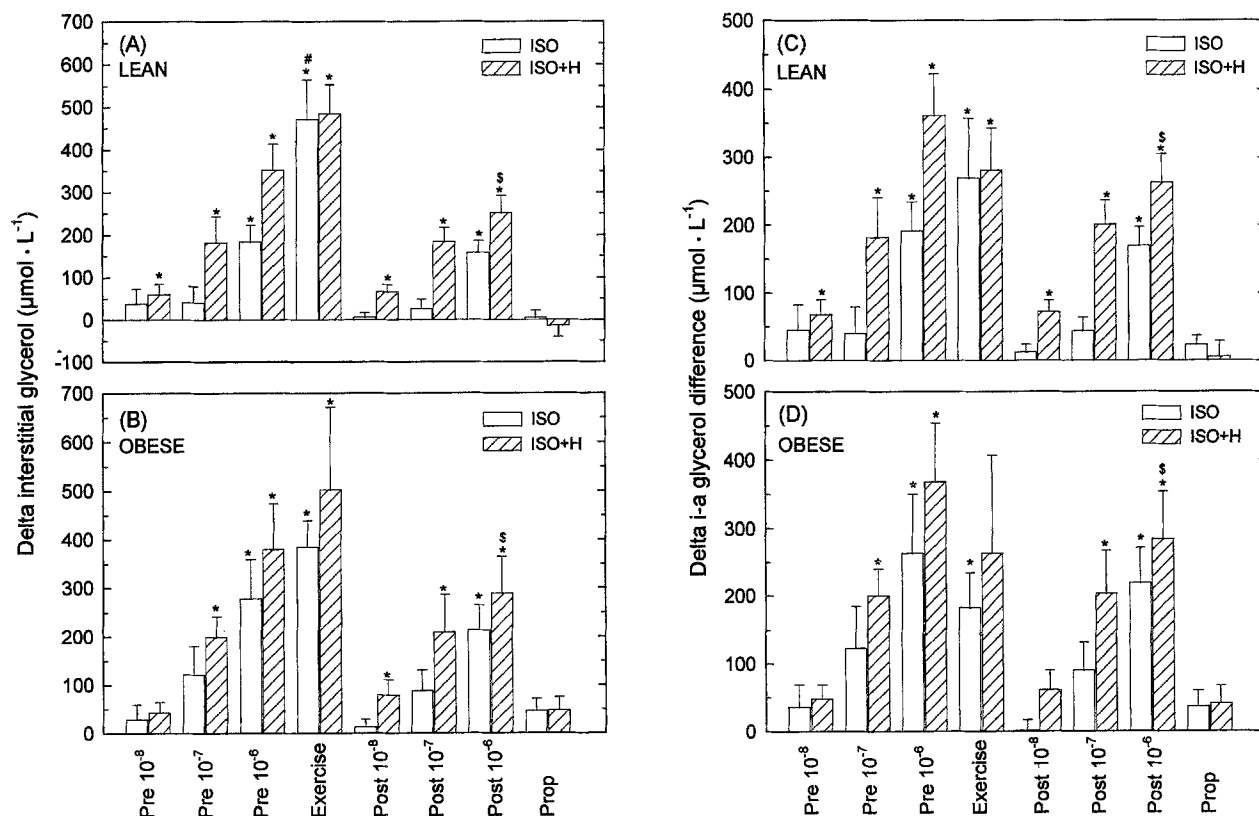 Delta interstitial glycerol (µmol · L⁻¹)
700
600
500
400
300
200
100
0
-100
(A)
LEAN
ISO
ISO+H
*
*
*
*
#
*
*
*
*
*
$
*
700
600
500
400
300
200
100
0
(B)
OBESE
ISO
ISO+H
*
*
*
*
*
*
*
*
$
*
Pre 10⁻⁸
Pre 10⁻⁷
Pre 10⁻⁶
Exercise
Post 10⁻⁸
Post 10⁻⁷
Post 10⁻⁶
Prop
Delta i-a glycerol difference (µmol · L⁻¹)
500
400
300
200
100
0
(C)
LEAN
ISO
ISO+H
*
*
*
*
*
*
*
*
$
*
500
400
300
200
100
0
(D)
OBESE
ISO
ISO+H
*
*
*
*
*
*
$
*
Pre 10⁻⁸
Pre 10⁻⁷
Pre 10⁻⁶
Exercise
Post 10⁻⁸
Post 10⁻⁷
Post 10⁻⁶
Prop